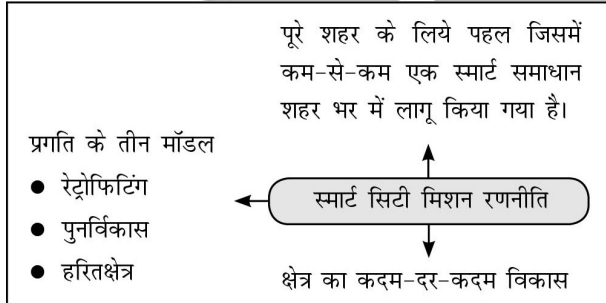 पूरे शहर के लिये पहल जिसमें
कम-से-कम एक स्मार्ट समाधान
शहर भर में लागू किया गया है।
प्रगति के तीन मॉडल
● रेट्रोफिटिंग
● पुनर्विकास
● हरितक्षेत्र
स्मार्ट सिटी मिशन रणनीति
क्षेत्र का कदम-दर-कदम विकास